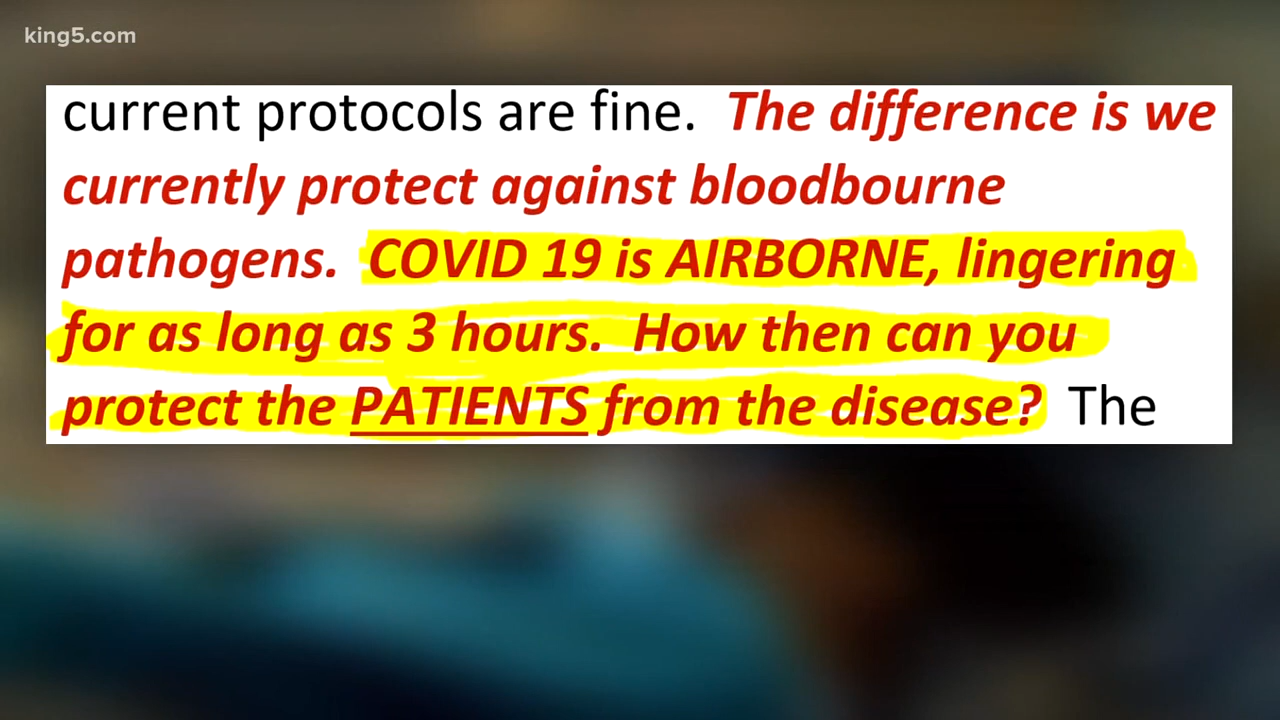 king5.com
current protocols are fine. The difference is we
currently protect against bloodbourne
pathogens. COVID 19 is AIRBORNE, lingering
for as long as 3 hours. How then can you
protect the PATIENTS from the disease? The